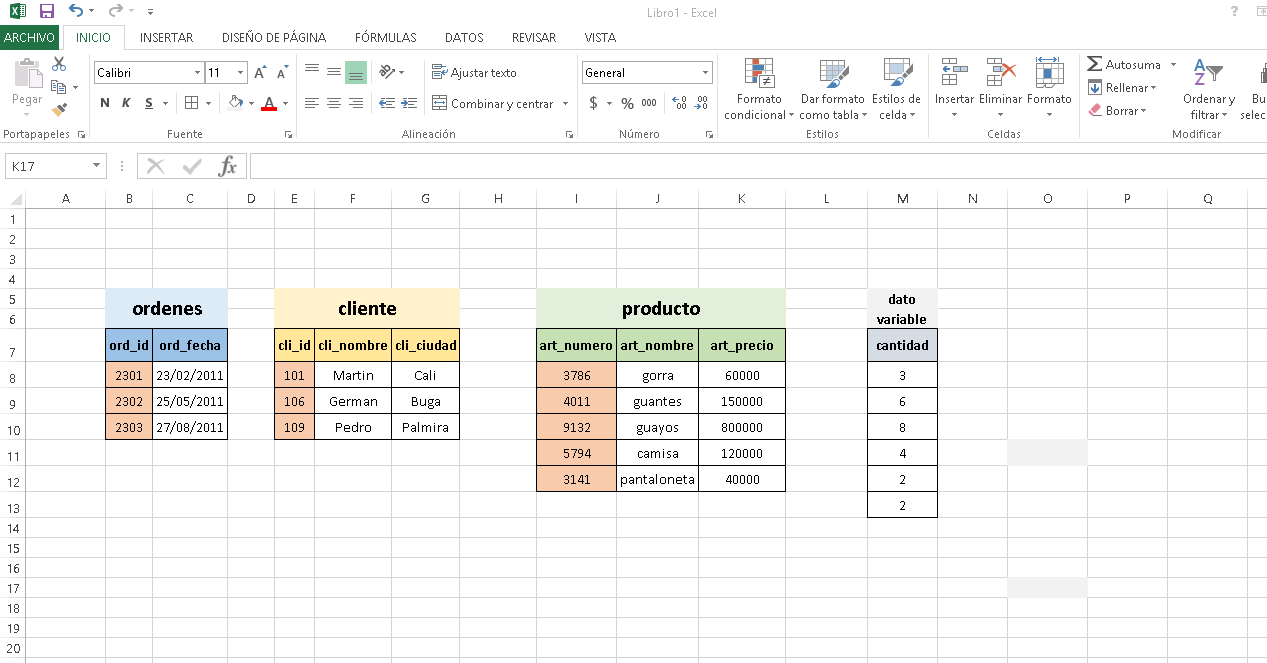 Libro1 - Excel
?
ARCHIVO INICIO INSERTAR DISEÑO DE PÁGINA FÓRMULAS DATOS REVISAR VISTA
Pegar
Calibri 11 A A
N K S A
Ajustar texto
Combinar y centrar
General
$ % 000
Formato condicional
Dar formato como tabla
Estilos de celda
Insertar Eliminar Formato
Autosuma
Rellenar
Borrar
Ordenar y filtrar
Portapapeles Fuente Alineación Número Estilos Celdas Modificar
K17 fx
A B C D E F G H I J K L M N O P Q
1
2
3
4
5 ordenes cliente producto dato
6 variable
7 ord_id ord_fecha cli_id cli_nombre cli_ciudad art_numero art_nombre art_precio cantidad
8 2301 23/02/2011 101 Martin Cali 3786 gorra 60000 3
9 2302 25/05/2011 106 German Buga 4011 guantes 150000 6
10 2303 27/08/2011 109 Pedro Palmira 9132 guayos 800000 8
11 5794 camisa 120000 4
12 3141 pantaloneta 40000 2
13 2
14
15
16
17
18
19
20